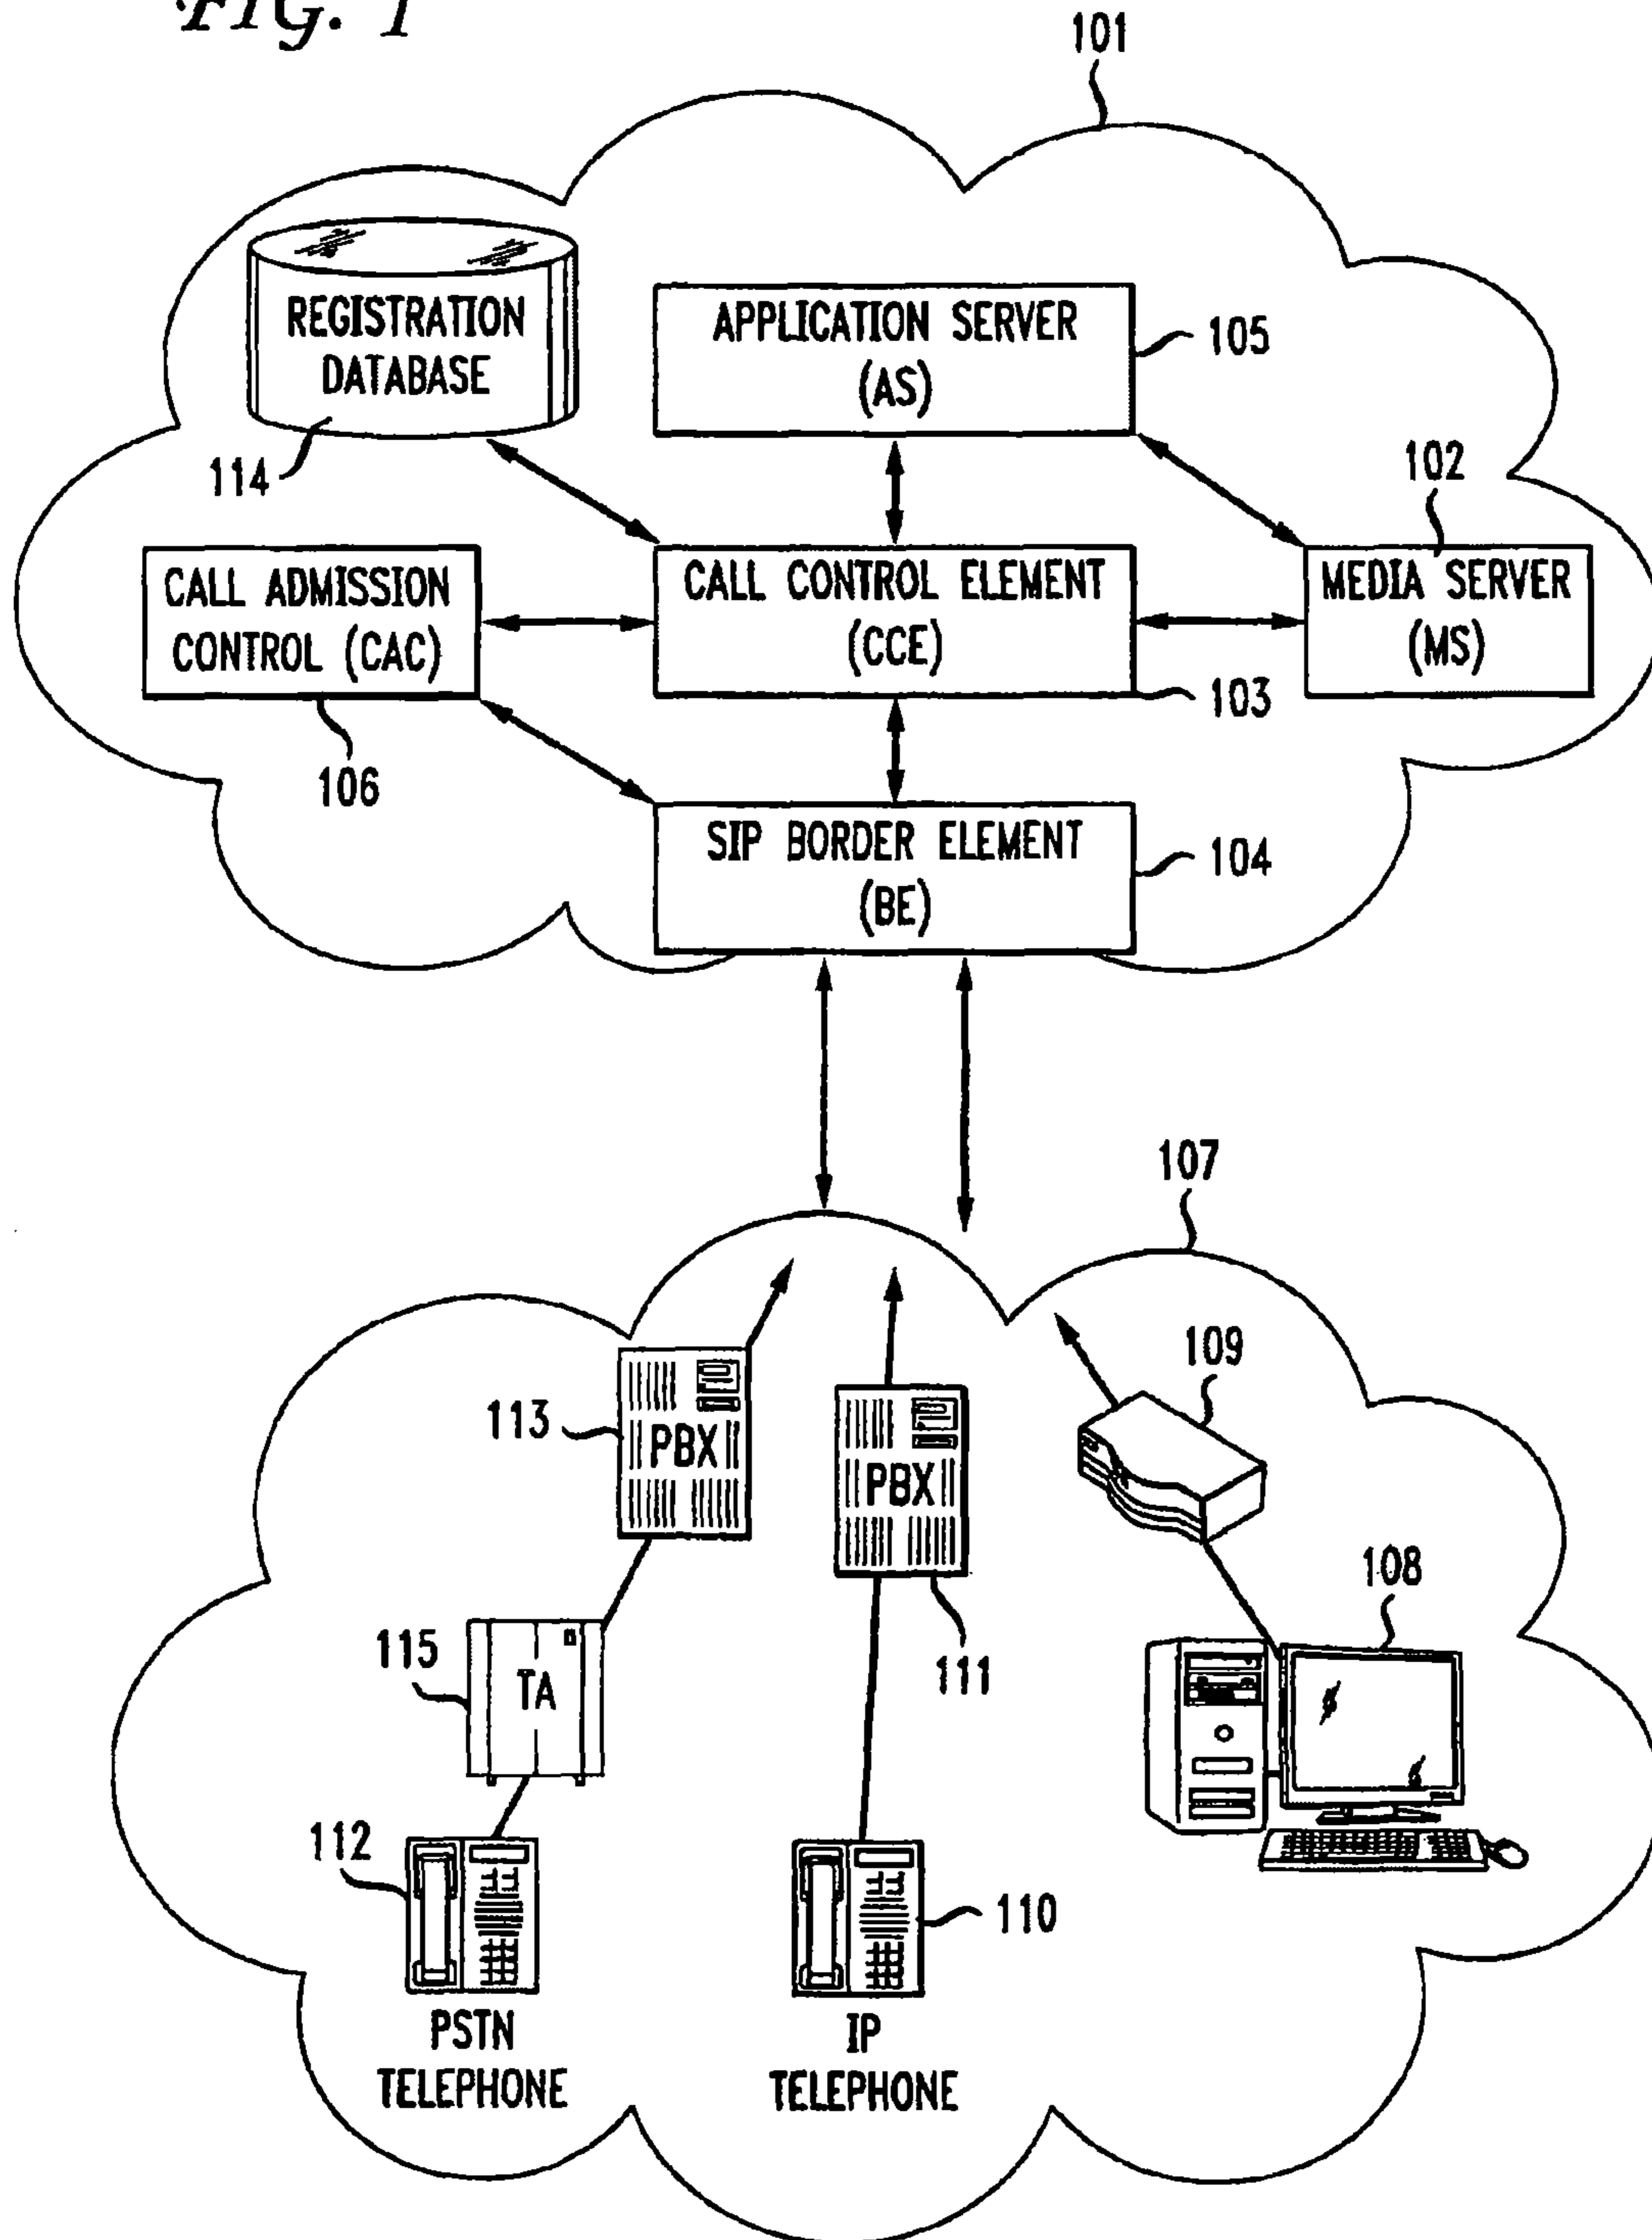 FIG. 1
101
REGISTRATION
DATABASE
114
APPLICATION SERVER
(AS)
105
102
CALL ADMISSION
CONTROL (CAC)
106
CALL CONTROL ELEMENT
(CCE)
103
MEDIA SERVER
(MS)
SIP BORDER ELEMENT
(BE)
104
107
109
113
PBX
PBX
111
108
115
TA
112
110
PSTN
TELEPHONE
IP
TELEPHONE